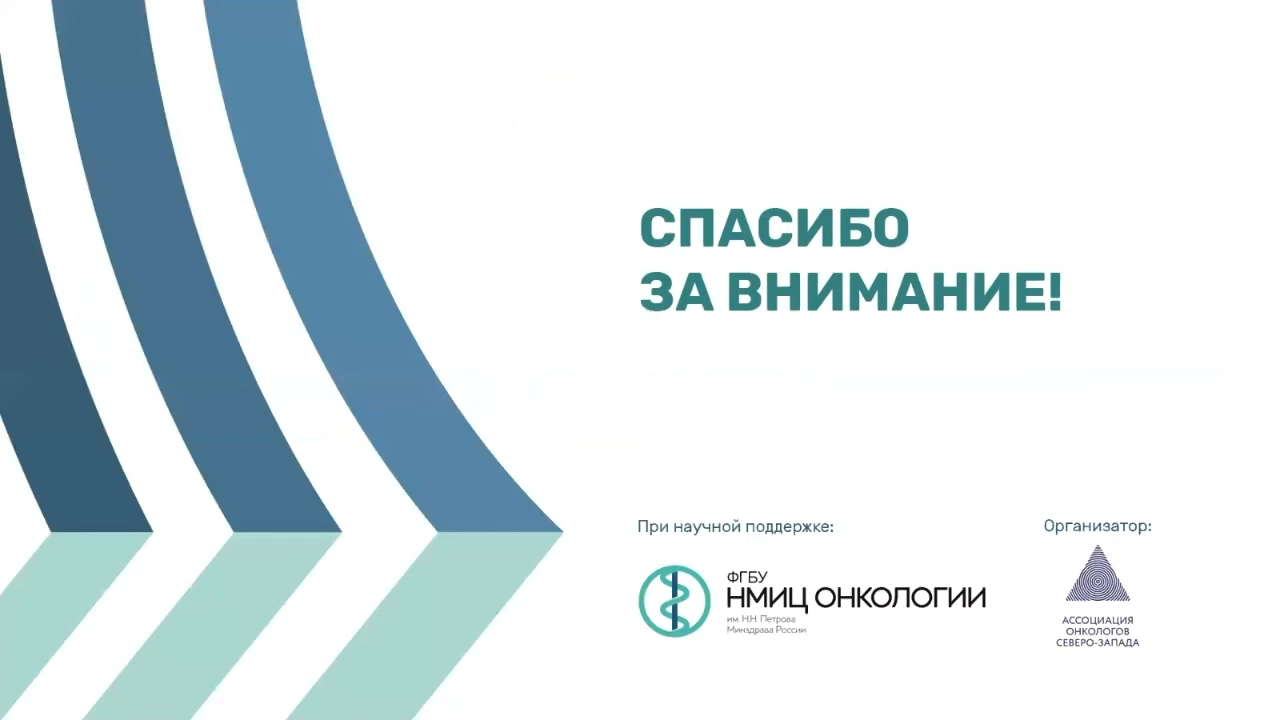 СПАСИБО
ЗА ВНИМАНИЕ!
При научной поддержке:
ФГБУ
НМИЦ ОНКОЛОГИИ
им. Н.Н. Петрова
Минздрава России
Организатор:
АССОЦИАЦИЯ
ОНКОЛОГОВ
СЕВЕРО-ЗАПАДА